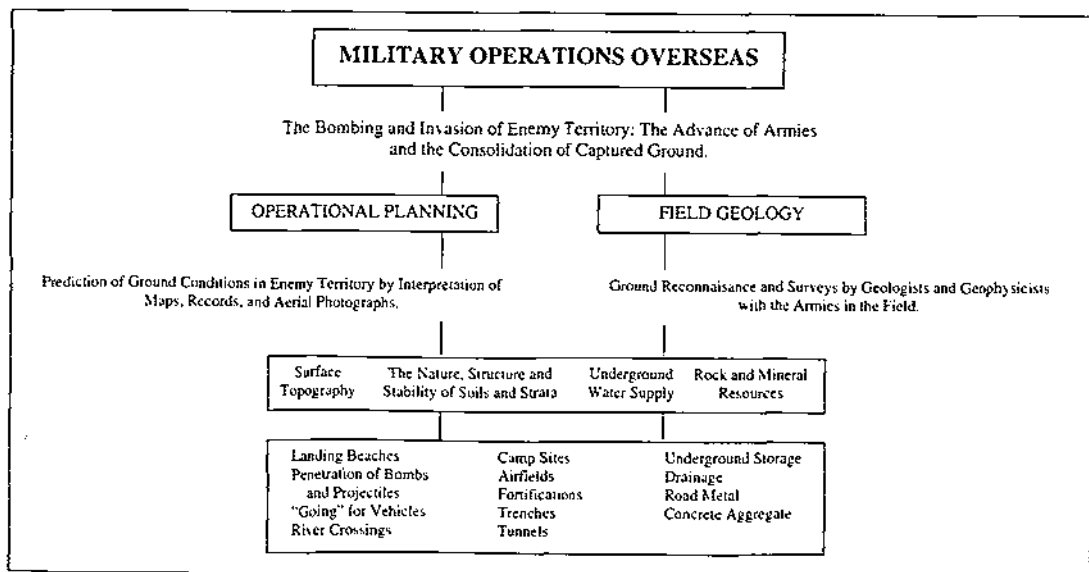 MILITARY OPERATIONS OVERSEAS
The Bombing and Invasion of Enemy Territory: The Advance of Armies
and the Consolidation of Captured Ground.
OPERATIONAL PLANNING
FIELD GEOLOGY
Prediction of Ground Conditions in Enemy Territory by Interpretation of
Maps, Records, and Aerial Photographs.
Ground Reconnaisance and Surveys by Geologists and Geophysicists
with the Armies in the Field.
Surface
Topography
The Nature, Structure and
Stability of Soils and Strata
Underground
Water Supply
Rock and Mineral
Resources
Landing Beaches
Penetration of Bombs
and Projectiles
"Going" for Vehicles
River Crossings
Camp Sites
Airfields
Fortifications
Trenches
Tunnels
Underground Storage
Drainage
Road Metal
Concrete Aggregate